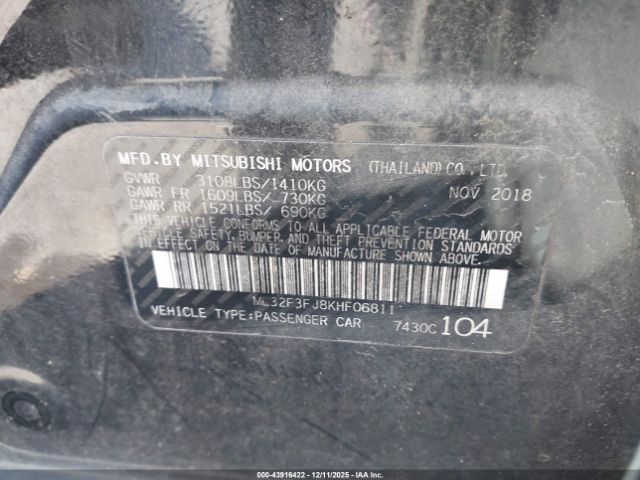 MFD.BY MITSUBISHI MOTORS (THAILAND)CO.,LTD.
GVWR 3108LBS/1410KG NOV 2018
GAWR FR 1609LBS/ 730KG
GAWR RR 1521LBS/ 690KG
THIS VEHICLE CONFORMS TO ALL APPLICABLE FEDERAL MOTOR
VEHICLE SAFETY, BUMPER, AND THEFT PREVENTION STANDARDS
IN EFFECT ON THE DATE OF MANUFACTURE SHOWN ABOVE.
ML32F3FJ8KHF06811
VEHICLE TYPE:PASSENGER CAR 7430C 104
000-43916422 - 12/11/2025 - IAAI.CA